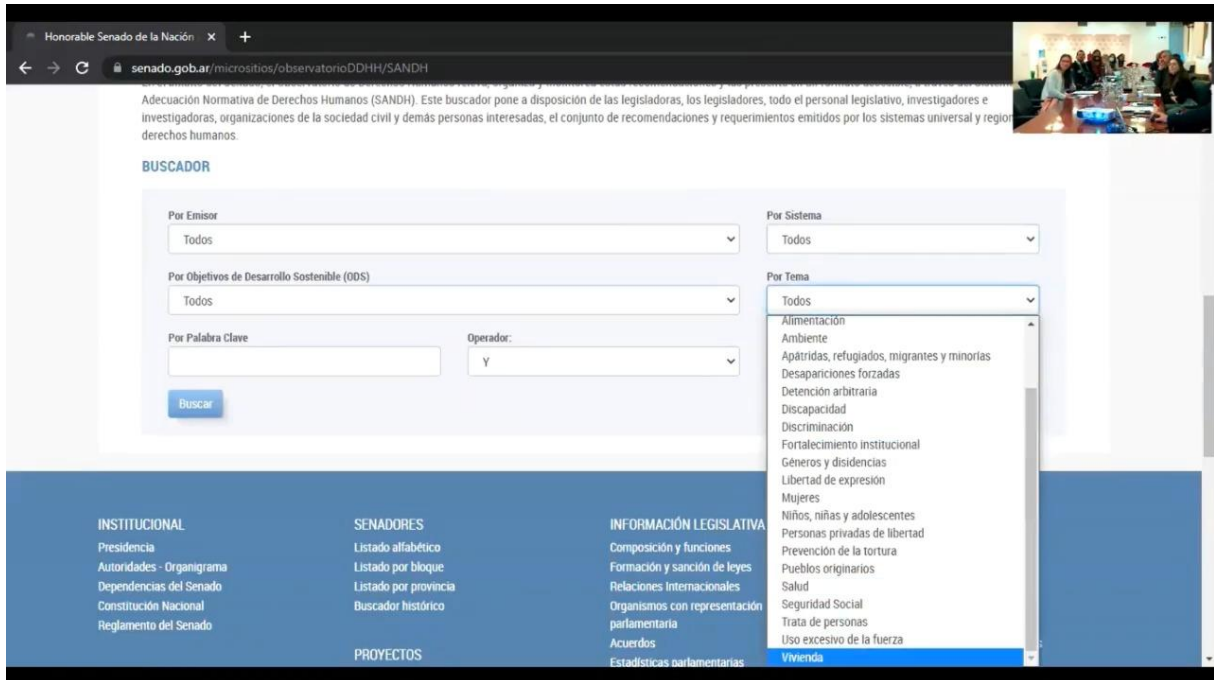 Honorable Senado de la Nación
senado.gob.ar/micrositios/observatorioDDHH/SANDH
Adecuación Normativa de Derechos Humanos (SANDH). Este buscador pone a disposición de las legisladoras, los legisladores, todo el personal legislativo, investigadores e
investigadoras, organizaciones de la sociedad civil y demás personas interesadas, el conjunto de recomendaciones y requerimientos emitidos por los sistemas universal y region
derechos humanos.
BUSCADOR
Por Emisor
Todos
Por Sistema
Todos
Por Objetivos de Desarrollo Sostenible (ODS)
Todos
Por Tema
Todos
Por Palabra Clave
Operador:
Y
Buscar
Alimentación
Ambiente
Apátridas, refugiados, migrantes y minorías
Desapariciones forzadas
Detención arbitraria
Discapacidad
Discriminación
Fortalecimiento institucional
Géneros y disidencias
Libertad de expresión
Mujeres
Niños, niñas y adolescentes
Personas privadas de libertad
Prevención de la tortura
Pueblos originarios
Salud
Seguridad Social
Trata de personas
Uso excesivo de la fuerza
Vivienda
INSTITUCIONAL
Presidencia
Autoridades - Organigrama
Dependencias del Senado
Constitución Nacional
Reglamento del Senado
SENADORES
Listado alfabético
Listado por bloque
Listado por provincia
Buscador histórico
PROYECTOS
INFORMACIÓN LEGISLATIVA
Composición y funciones
Formación y sanción de leyes
Relaciones Internacionales
Organismos con representación
parlamentaria
Acuerdos
Estadísticas parlamentarias